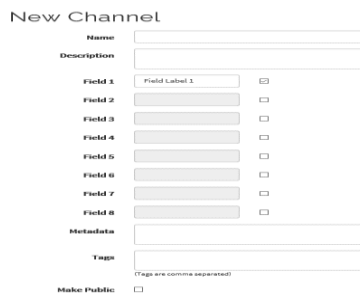 New Channel
Name
Description
Field 1 Field Label 1
Field 2
Field 3
Field 4
Field 5
Field 6
Field 7
Field 8
Metadata
Tags
(Tags are comma separated)
Make Public